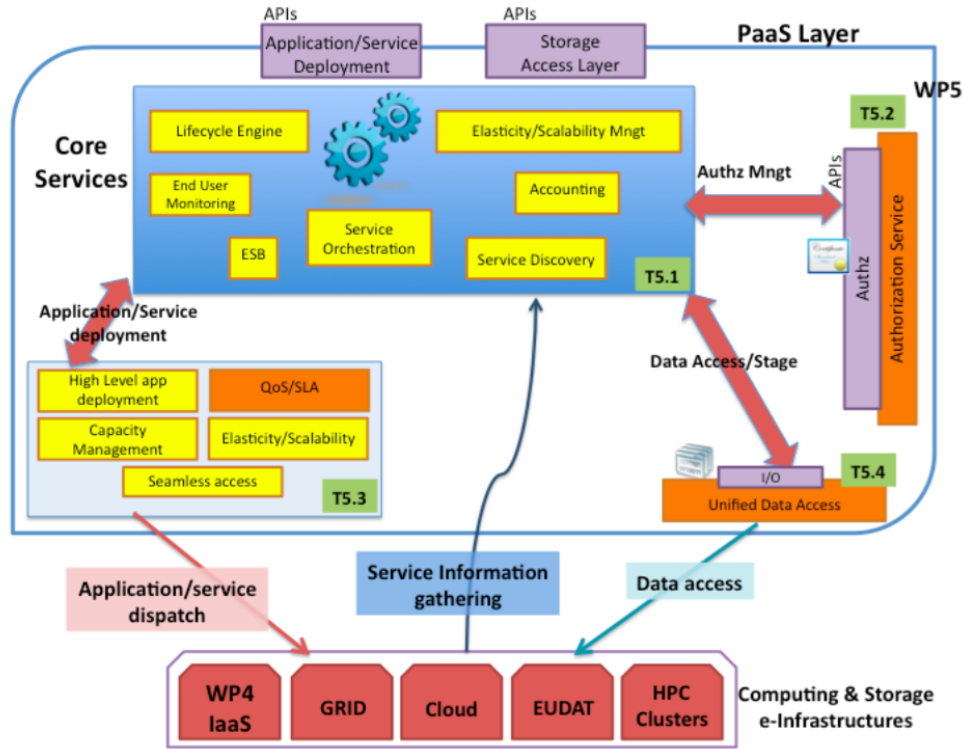 APIs
APIs
Application/Service
Deployment
Storage
Access Layer
PaaS Layer
WP5
Core
Services
Lifecycle Engine
Elasticity/Scalability Mngt
End User
Monitoring
Accounting
Service
Orchestration
ESB
Service Discovery
T5.1
Authz Mngt
T5.2
APIs
Authz
Authorization Service
Certificate
Application/Service
deployment
Data Access/Stage
High Level app
deployment
QoS/SLA
Capacity
Management
Elasticity/Scalability
Seamless access
T5.3
I/O
T5.4
Unified Data Access
Application/service
dispatch
Service Information
gathering
Data access
WP4
IaaS
GRID
Cloud
EUDAT
HPC
Clusters
Computing & Storage
e-Infrastructures